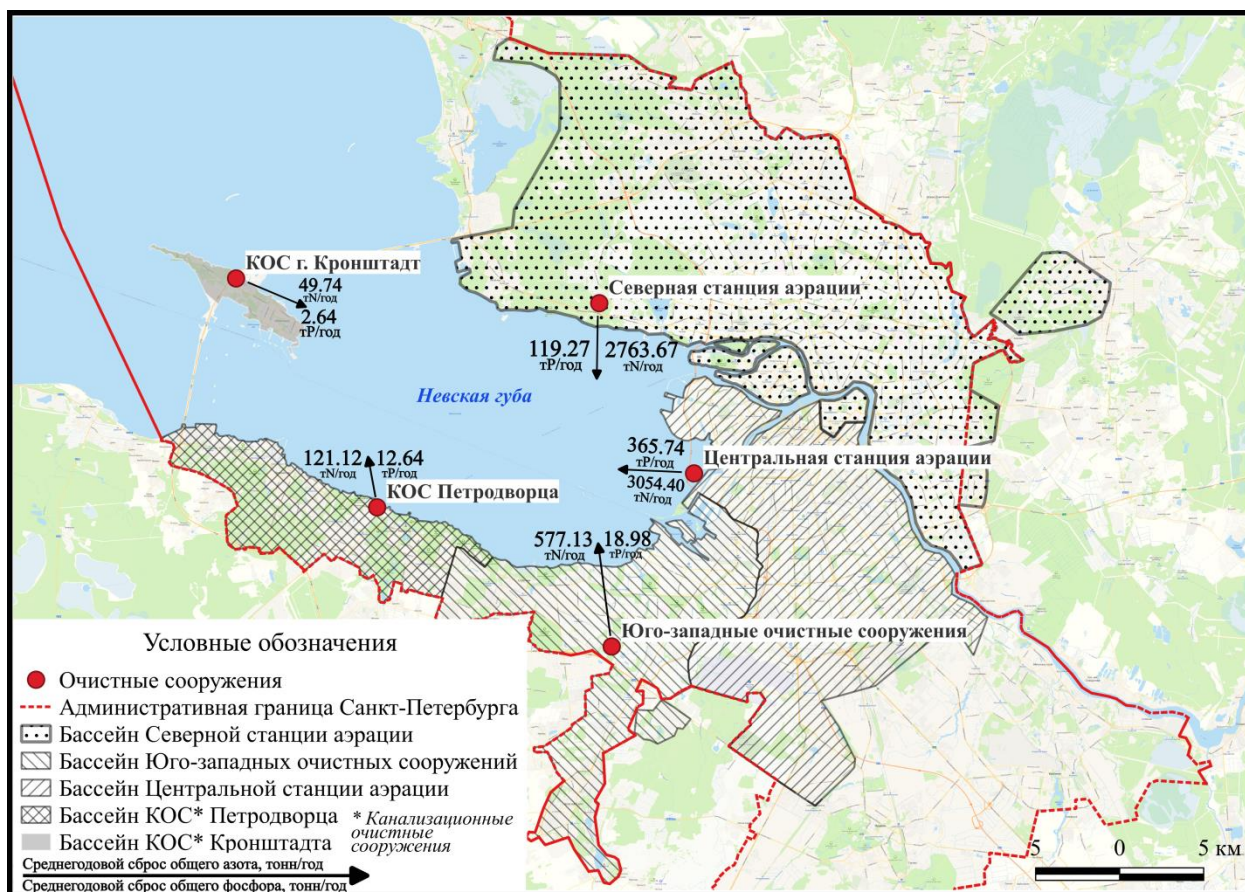 КОС г. Кронштадт
49.74
тN/год
2.64
тP/год
Северная станция аэрации
119.27
тP/год
2763.67
тN/год
Невская губа
365.74
тP/год
Центральная станция аэрации
3054.40
тN/год
121.12
тN/год
12.64
тP/год
КОС Петродворца
577.13
тN/год
18.98
тP/год
Юго-западные очистные сооружения
Условные обозначения
Очистные сооружения
Административная граница Санкт-Петербурга
Бассейн Северной станции аэрации
Бассейн Юго-западных очистных сооружений
Бассейн Центральной станции аэрации
Бассейн КОС* Петродворца
Бассейн КОС* Кронштадта
* Канализационные
очистные
сооружения
Среднегодовой сброс общего азота, тонн/год
Среднегодовой сброс общего фосфора, тонн/год
5 0 5 км